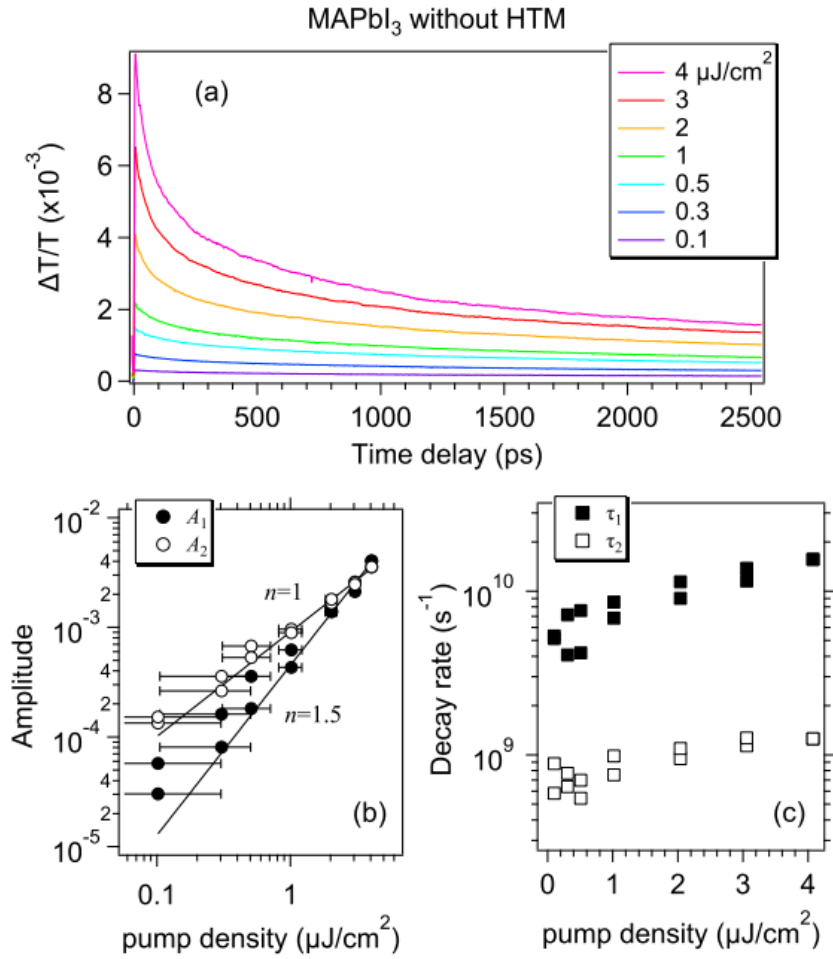 MAPbI₃ without HTM
(a)
4 µJ/cm²
3
2
1
0.5
0.3
0.1
8
6
4
2
0
ΔT/T (x10⁻³)
0
500
1000
1500
2000
2500
Time delay (ps)
A₁
A₂
10⁻²
4
2
10⁻³
4
2
10⁻⁴
4
2
10⁻⁵
Amplitude
n=1
n=1.5
(b)
0.1
1
pump density (µJ/cm²)
τ₁
τ₂
10¹⁰
10⁹
Decay rate (s⁻¹)
(c)
0
1
2
3
4
pump density (µJ/cm²)